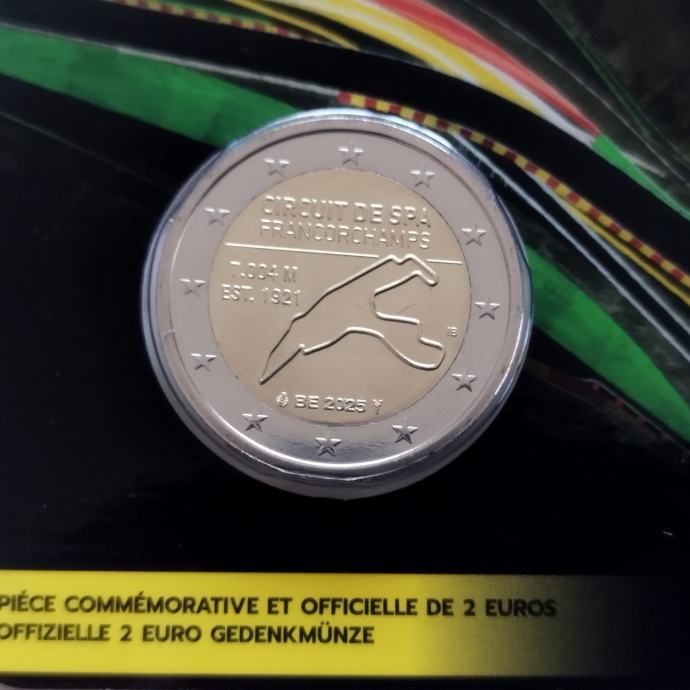 CIRCUIT DE SPA
FRANCORCHAMPS
7.004 M
EST. 1921
IB
BE 2025
PIÉCE COMMÉMORATIVE ET OFFICIELLE DE 2 EUROS
OFFIZIELLE 2 EURO GEDENKMÜNZE